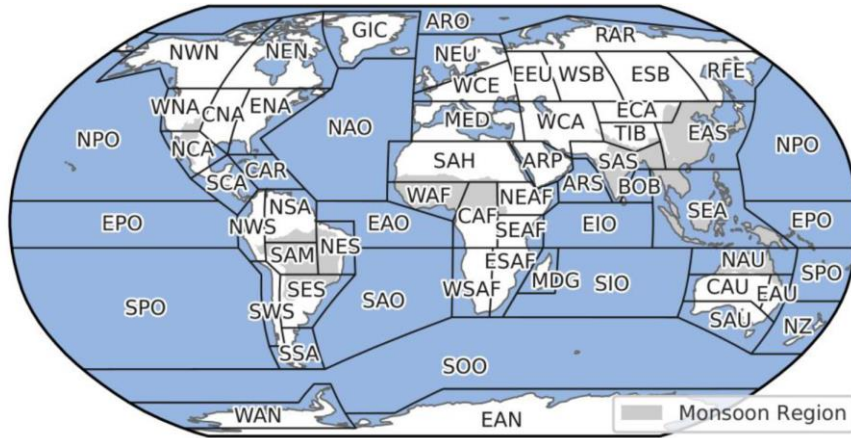 ARO
GIC
NWN
NEN
NEU
RAR
WCE
EEU
WSB
ESB
RFE
WNA
CNA
ENA
NPO
NAO
MED
WCA
ECA
TIB
EAS
NPO
NCA
SCA
CAR
SAH
ARP
SAS
ARS
BOB
WAF
CAF
NEAF
SEA
EPO
NWS
NSA
EAO
SEAF
EIO
EPO
SAM
NES
ESAF
NAU
SPO
SWS
SES
SAO
WSAF
MDG
SIO
CAU
EAU
SPO
SAU
NZ
SSA
SOO
WAN
EAN
Monsoon Region